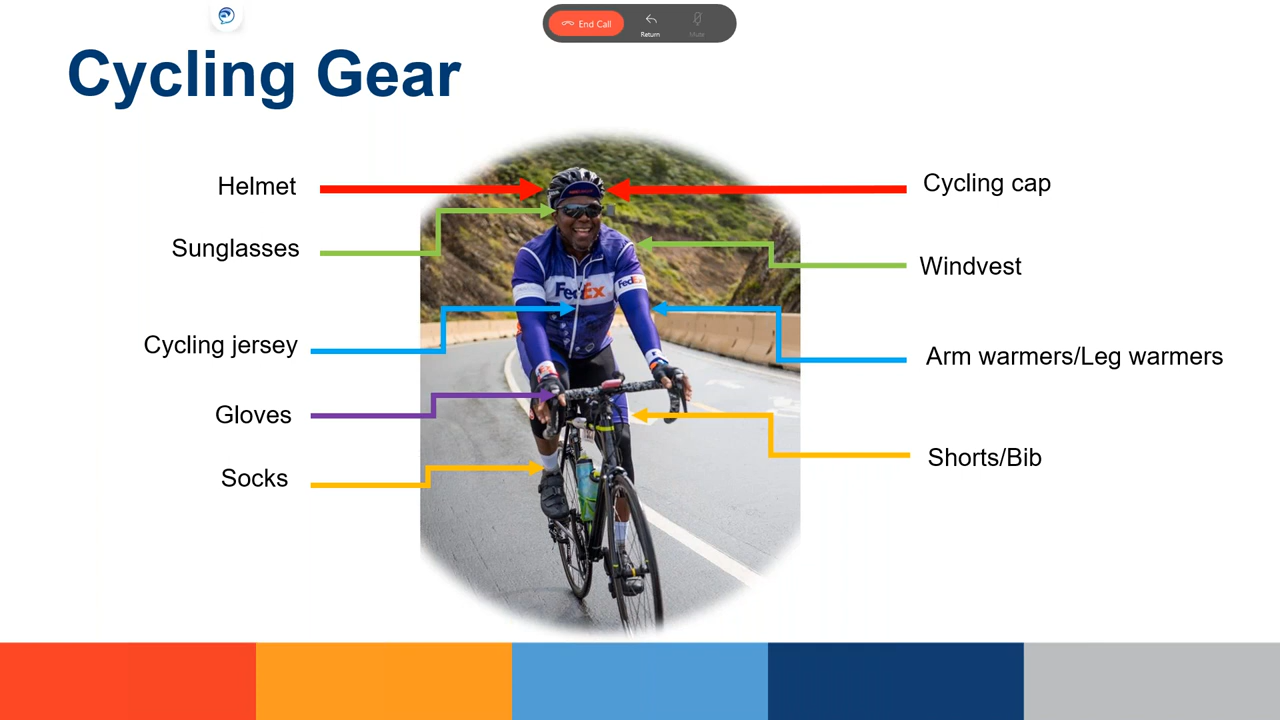 End Call
Return
Mute
Cycling Gear
Helmet
Cycling cap
Sunglasses
Windvest
FedEx
FedEx
Cycling jersey
Arm warmers/Leg warmers
Gloves
Shorts/Bib
Socks